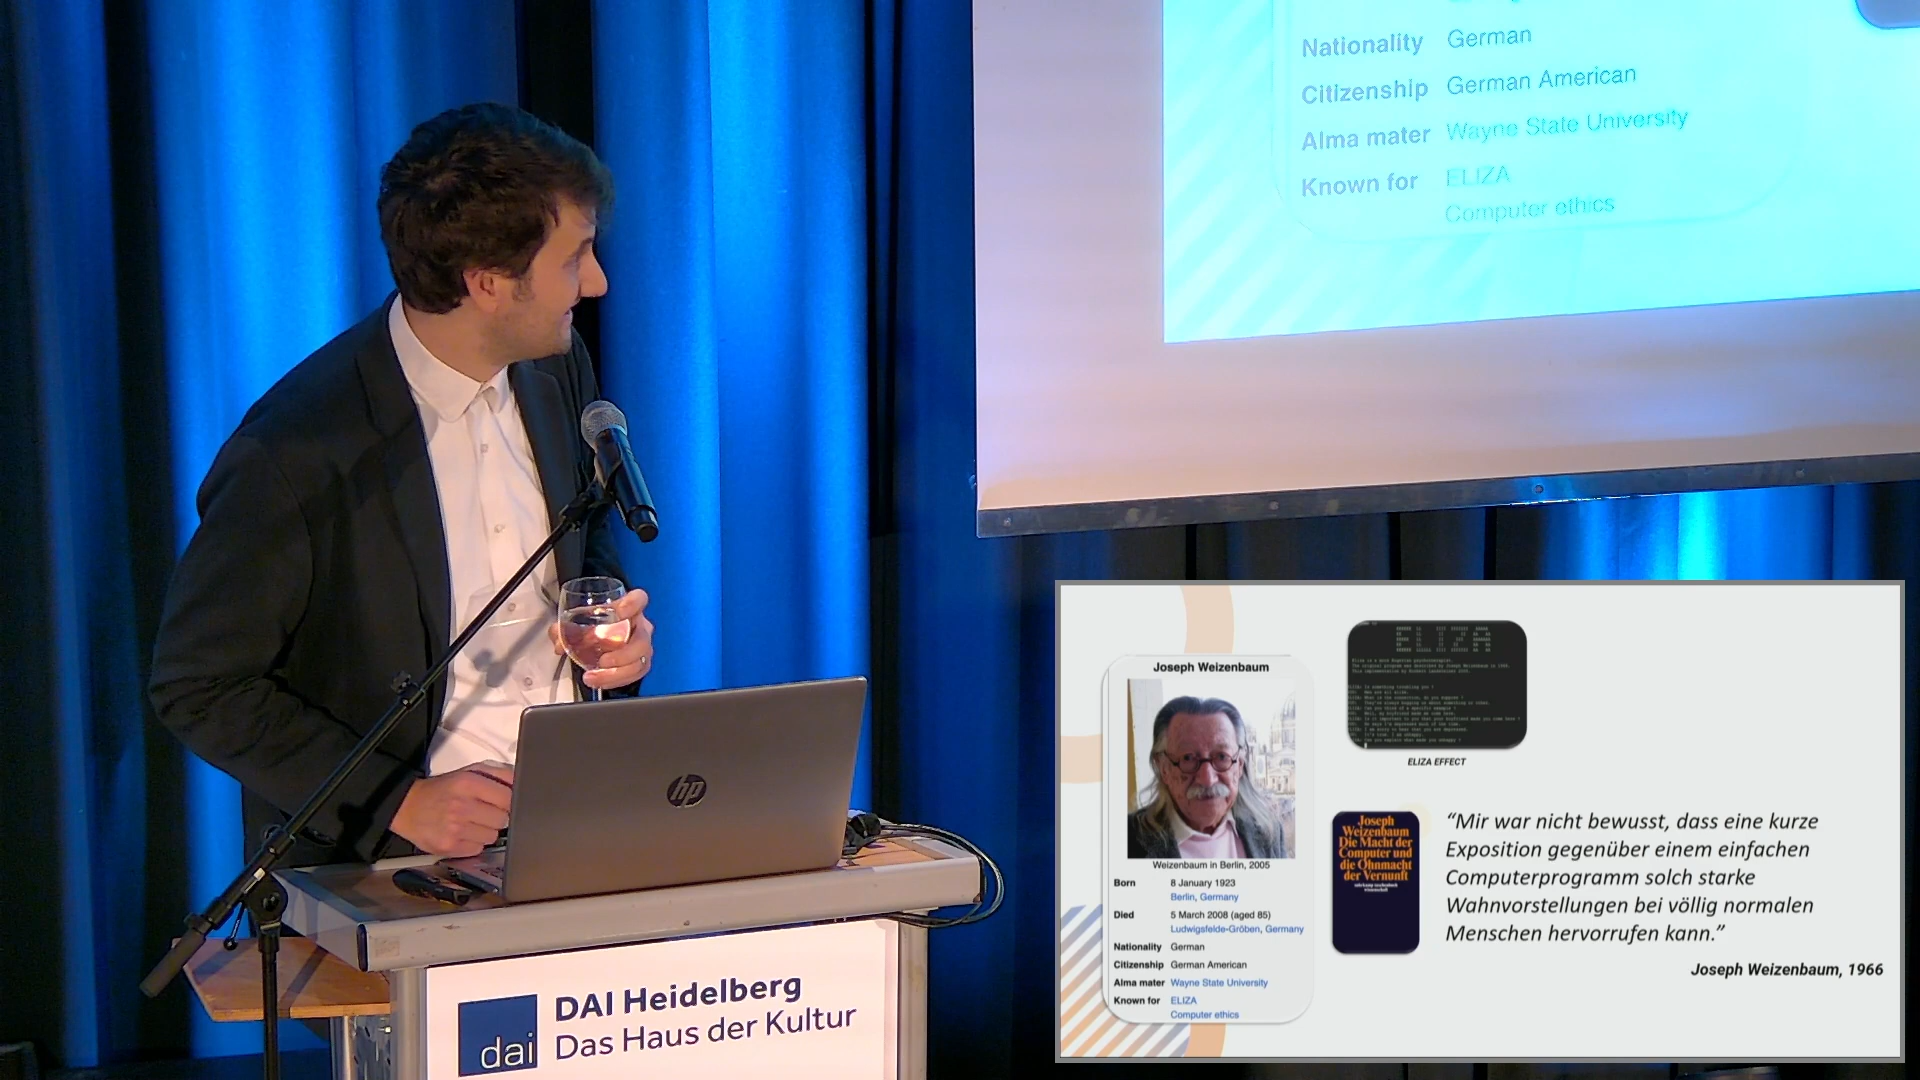 Nationality German
Citizenship German American
Alma mater Wayne State University
Known for ELIZA
Computer ethics
hp
dai
DAI Heidelberg
Das Haus der Kultur
Joseph Weizenbaum
Weizenbaum in Berlin, 2005
Born 8 January 1923
Berlin, Germany
Died 5 March 2008 (aged 85)
Ludwigsfelde-Gröben, Germany
Nationality German
Citizenship German American
Alma mater Wayne State University
Known for ELIZA
Computer ethics
ELIZA EFFECT
Joseph
Weizenbaum
Die Macht der
Computer und
die Ohnmacht
der Vernunft
“Mir war nicht bewusst, dass eine kurze
Exposition gegenüber einem einfachen
Computerprogramm solch starke
Wahnvorstellungen bei völlig normalen
Menschen hervorrufen kann.”
Joseph Weizenbaum, 1966